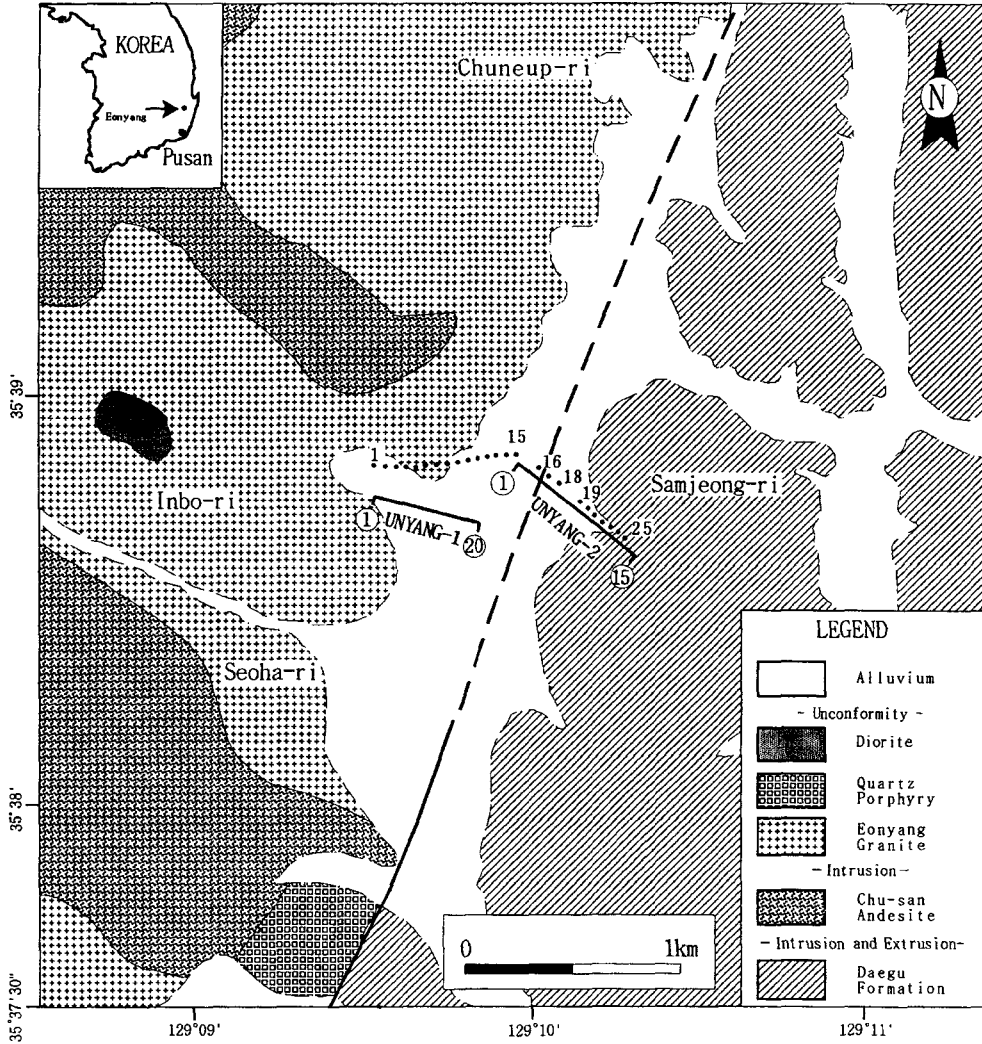 KOREA
Eonyang
Pusan
Chuneup-ri
N
35°39'
1
15
16
18
19
25
Samjeong-ri
Inbo-ri
① UNYANG-1 ⑳
① UNYANG-2 ⑮
Seoha-ri
35°38'
35°37'30"
0 1km
LEGEND
Alluvium
- Unconformity -
Diorite
Quartz
Porphyry
Eonyang
Granite
- Intrusion -
Chu-san
Andesite
- Intrusion and Extrusion -
Daegu
Formation
129°09' 129°10' 129°11'